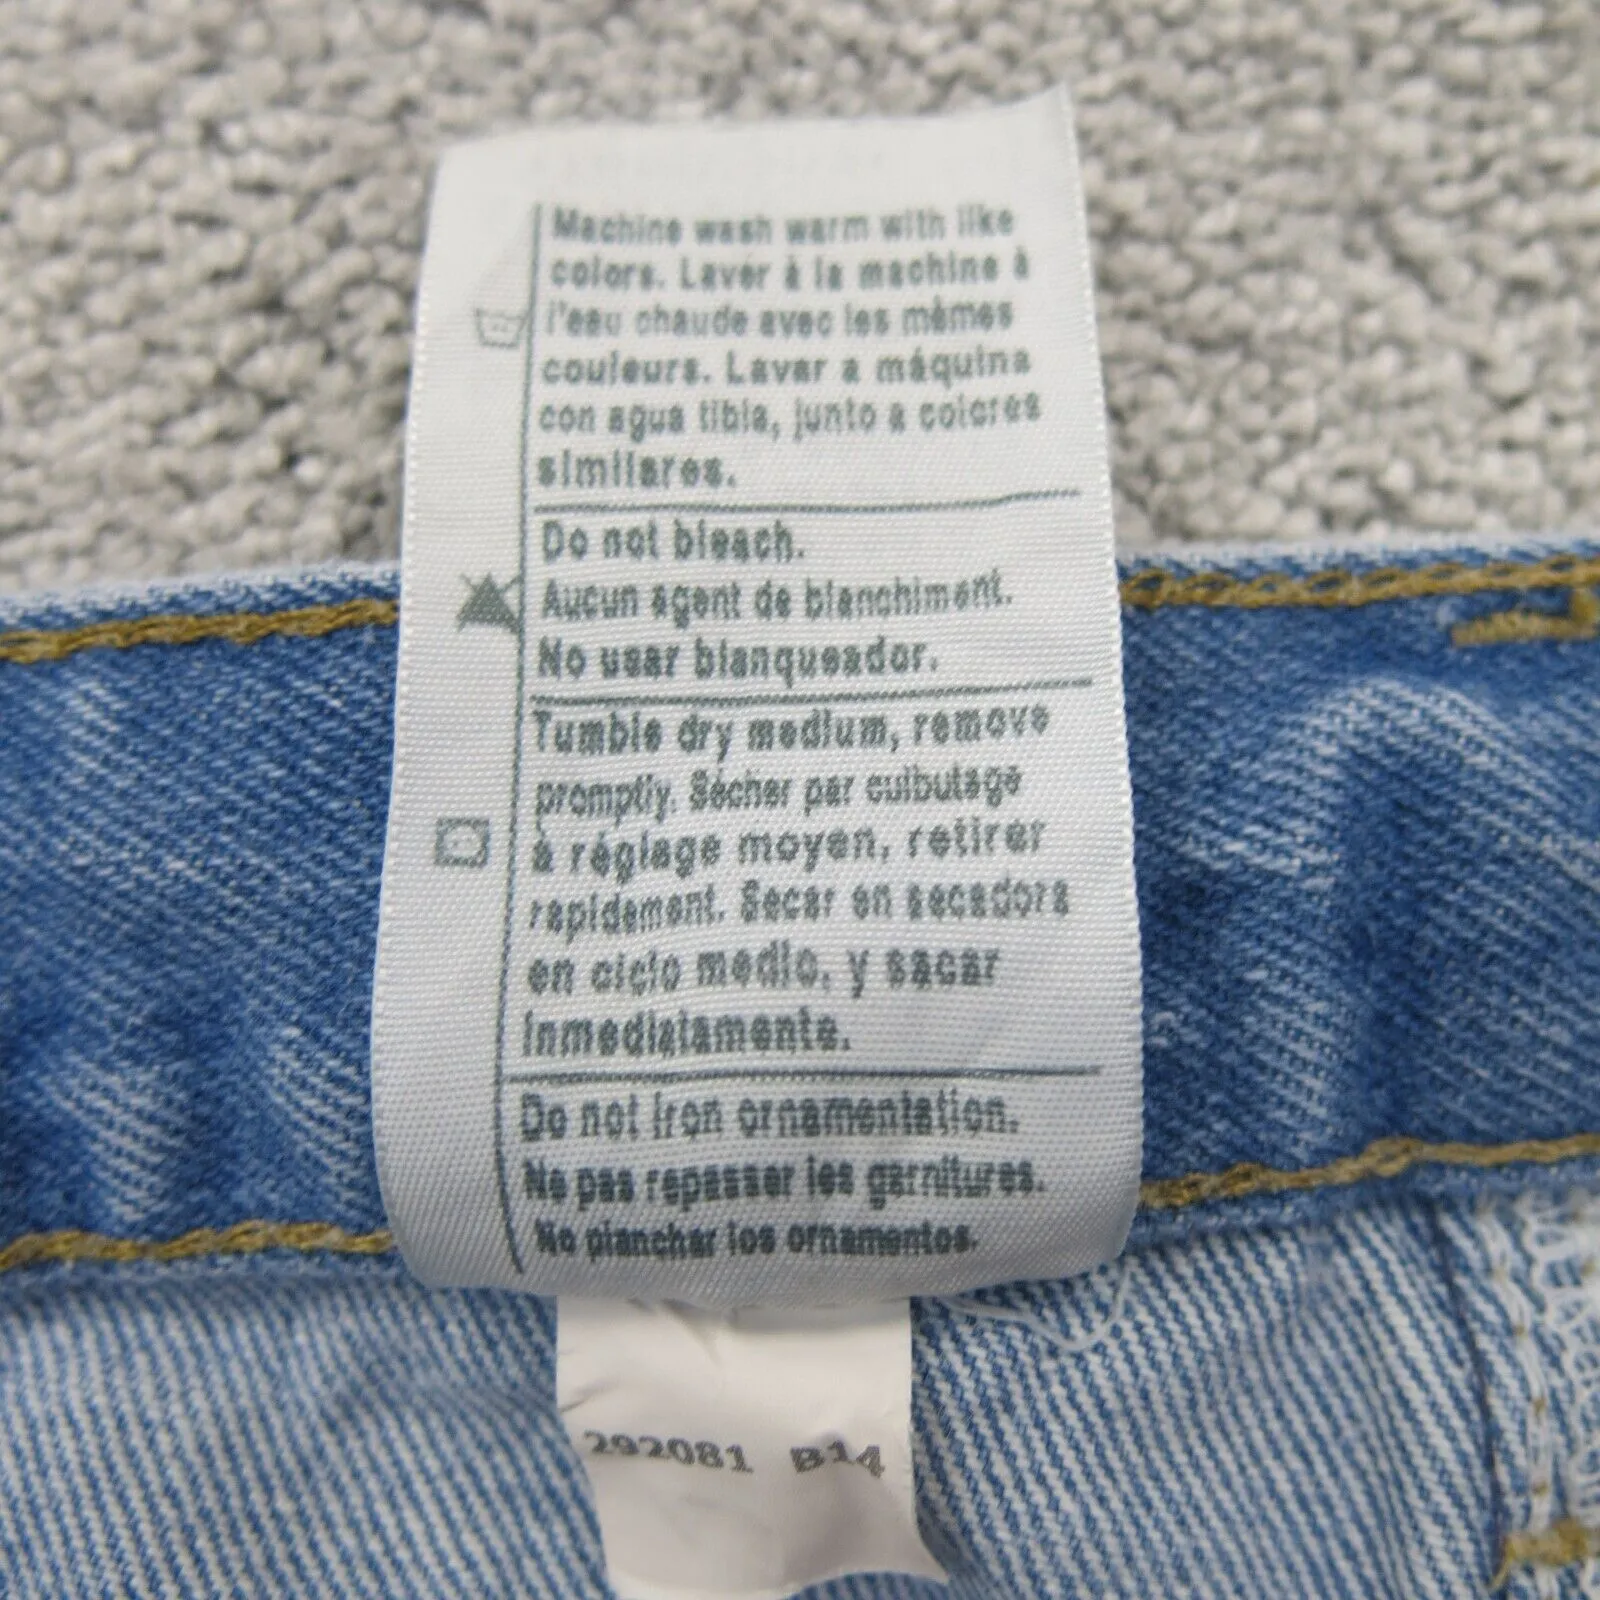 Machine wash warm with like
colors. Laver à la machine à
l'eau chaude avec les mêmes
couleurs. Lavar a máquina
con agua tibia, junto a colores
similares.
Do not bleach.
Aucun agent de blanchiment.
No usar blanqueador.
Tumble dry medium, remove
promptly. Sécher par culbutage
à réglage moyen, retirer
rapidement. Secar en secadora
en ciclo medio, y sacar
inmediatamente.
Do not iron ornamentation.
Ne pas repasser les garnitures.
No planchar los ornamentos.
292081 B14